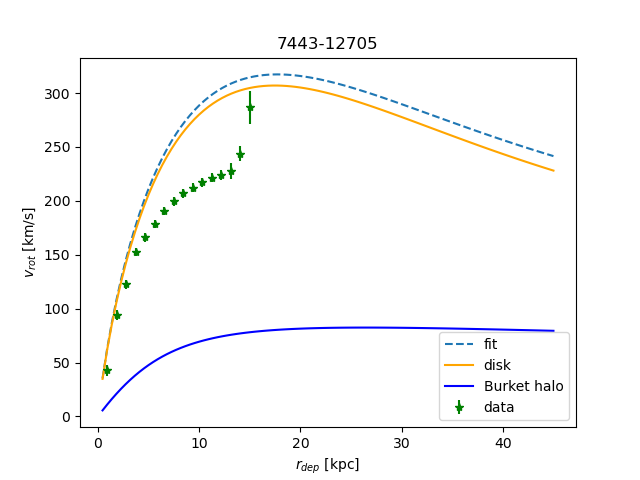 7443-12705
300
250
200
150
100
50
0
v_rot [km/s]
0 10 20 30 40
r_dep [kpc]
fit
disk
Burket halo
data